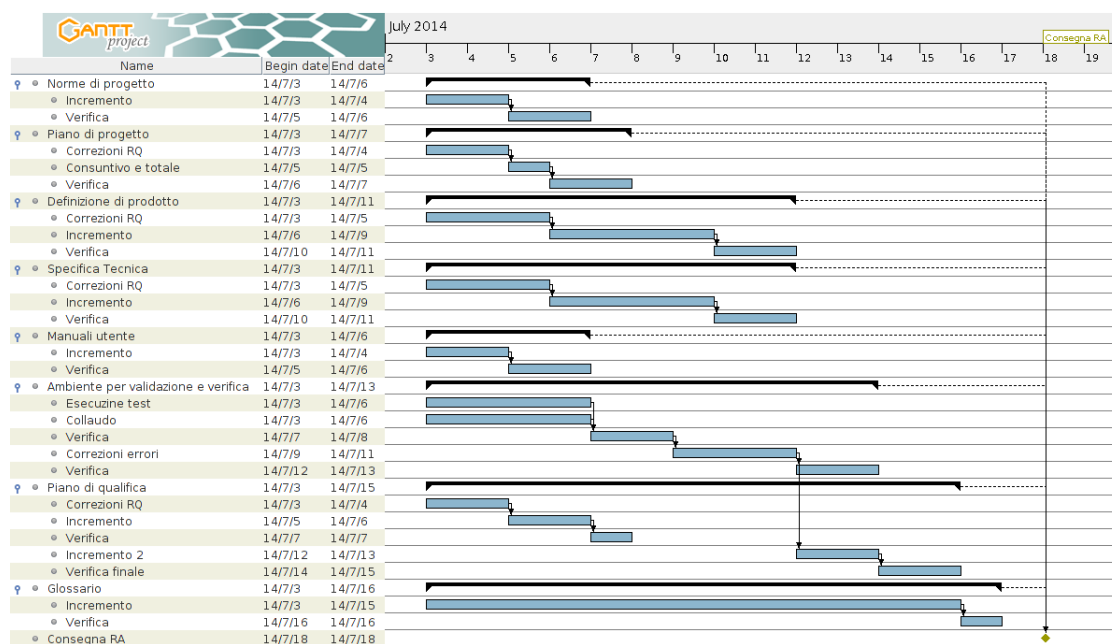 GANTT
project
July 2014
Consegna RA
2 3 4 5 6 7 8 9 10 11 12 13 14 15 16 17 18 19
Name Begin date End date
Norme di progetto 14/7/3 14/7/6
Incremento 14/7/3 14/7/4
Verifica 14/7/5 14/7/6
Piano di progetto 14/7/3 14/7/7
Correzioni RQ 14/7/3 14/7/4
Consuntivo e totale 14/7/5 14/7/5
Verifica 14/7/6 14/7/7
Definizione di prodotto 14/7/3 14/7/11
Correzioni RQ 14/7/3 14/7/5
Incremento 14/7/6 14/7/9
Verifica 14/7/10 14/7/11
Specifica Tecnica 14/7/3 14/7/11
Correzioni RQ 14/7/3 14/7/5
Incremento 14/7/6 14/7/9
Verifica 14/7/10 14/7/11
Manuali utente 14/7/3 14/7/6
Incremento 14/7/3 14/7/4
Verifica 14/7/5 14/7/6
Ambiente per validazione e verifica 14/7/3 14/7/13
Esecuzine test 14/7/3 14/7/6
Collaudo 14/7/3 14/7/6
Verifica 14/7/7 14/7/8
Correzioni errori 14/7/9 14/7/11
Verifica 14/7/12 14/7/13
Piano di qualifica 14/7/3 14/7/15
Correzioni RQ 14/7/3 14/7/4
Incremento 14/7/5 14/7/6
Verifica 14/7/7 14/7/7
Incremento 2 14/7/12 14/7/13
Verifica finale 14/7/14 14/7/15
Glossario 14/7/3 14/7/16
Incremento 14/7/3 14/7/15
Verifica 14/7/16 14/7/16
Consegna RA 14/7/18 14/7/18